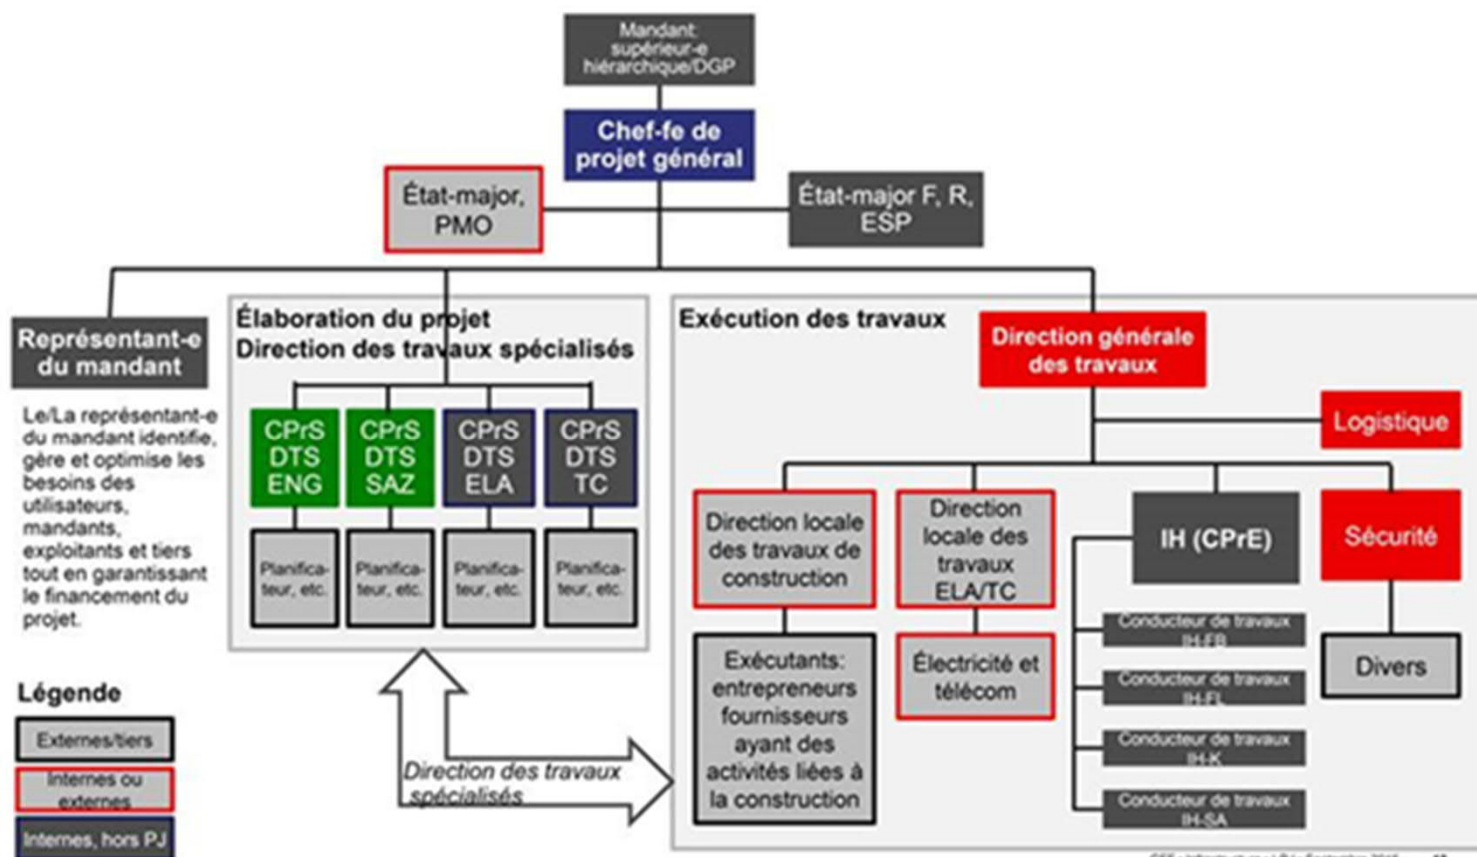 Mandant:
supérieur-e
hiérarchique/DGP
Chef-fe de
projet général
État-major,
PMO
État-major F, R,
ESP
Représentant-e
du mandant
Le/La représentant-e
du mandant identifie,
gère et optimise les
besoins des
utilisateurs,
mandants,
exploitants et tiers
tout en garantissant
le financement du
projet.
Élaboration du projet
Direction des travaux spécialisés
CPrS
DTS
ENG
CPrS
DTS
SAZ
CPrS
DTS
ELA
CPrS
DTS
TC
Planifica-
teur, etc.
Planifica-
teur, etc.
Planifica-
teur, etc.
Planifica-
teur, etc.
Exécution des travaux
Direction générale
des travaux
Logistique
Direction locale
des travaux de
construction
Direction
locale des
travaux
ELA/TC
IH (CPrE)
Sécurité
Exécutants:
entrepreneurs
fournisseurs
ayant des
activités liées à
la construction
Électricité et
télécom
Conducteur de travaux
IH-FB
Conducteur de travaux
IH-FL
Conducteur de travaux
IH-K
Conducteur de travaux
IH-SA
Divers
Direction des travaux
spécialisés
Légende
Externes/tiers
Internes ou
externes
Internes, hors PJ